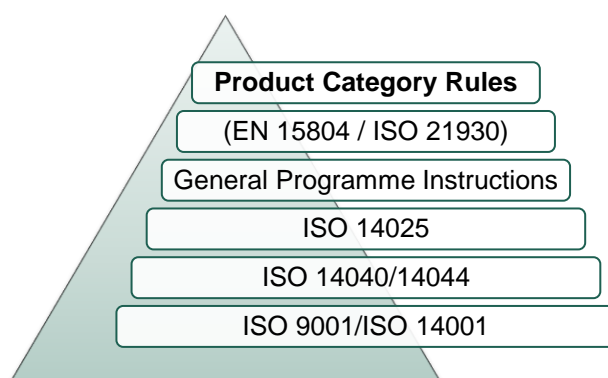 Product Category Rules
(EN 15804 / ISO 21930)
General Programme Instructions
ISO 14025
ISO 14040/14044
ISO 9001/ISO 14001